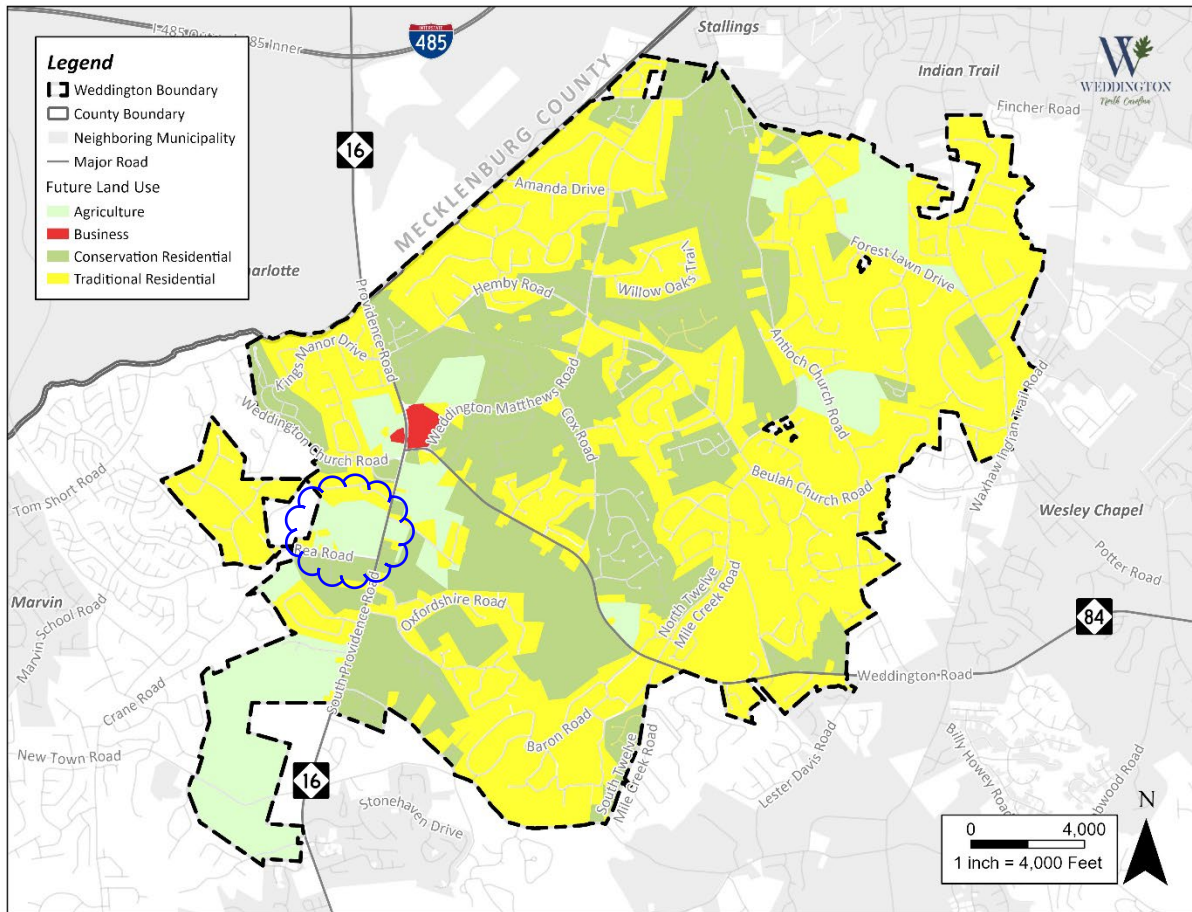 Legend
Weddington Boundary
County Boundary
Neighboring Municipality
Major Road
Future Land Use
Agriculture
Business
Conservation Residential
Traditional Residential
I 485
485 Inner
INTERSTATE
485
Stallings
Indian Trail
W
WEDDINGTON
North Carolina
Fincher Road
16
MECKLENBURG COUNTY
Amanda Drive
Forest Lawn Drive
Willow Oaks Trail
Hemby Road
Providence Road
Kings Manor Drive
Antioch Church Road
Weddington Matthews Road
Cox Road
Weddington Church Road
Waxhaw Indian Trail Road
Beulah Church Road
Tom Short Road
Wesley Chapel
Rea Road
Potter Road
Marvin
Marvin School Road
Oxfordshire Road
North Twelve
Mile Creek Road
84
South Providence Road
Weddington Road
Crane Road
New Town Road
Baron Road
16
South Twelve
Mile Creek Road
Lester Davis Road
Billy Howey Road
Stonehaven Drive
N
0 4,000
1 inch = 4,000 Feet